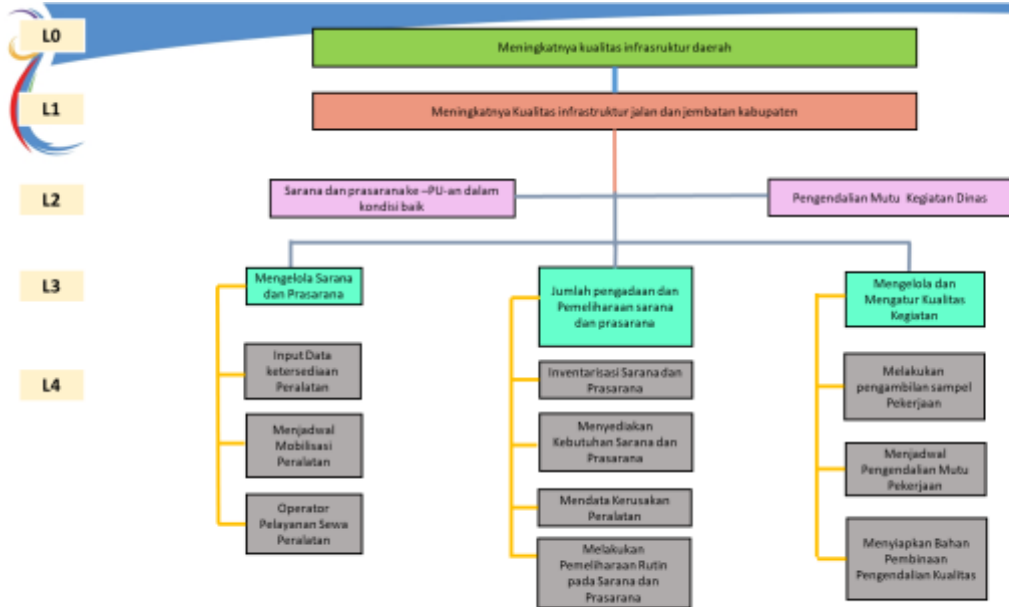 L0
Meningkatnya kualitas infrasruktur daerah
L1
Meningkatnya Kualitas infrastruktur jalan dan jembatan kabupaten
L2
Sarana dan prasarana ke –PU-an dalam
kondisi baik
Pengendalian Mutu Kegiatan Dinas
L3
Mengelola Sarana
dan Prasarana
Jumlah pengadaan dan
Pemeliharaan sarana
dan prasarana
Mengelola dan
Mengatur Kualitas
Kegiatan
L4
Input Data
ketersediaan
Peralatan
Menjadwal
Mobilisasi
Peralatan
Operator
Pelayanan Sewa
Peralatan
Inventarisasi Sarana dan
Prasarana
Menyediakan
Kebutuhan Sarana dan
Prasarana
Mendata Kerusakan
Peralatan
Melakukan
Pemeliharaan Rutin
pada Sarana dan
Prasarana
Melakukan
pengambilan sampel
Pekerjaan
Menjadwal
Pengendalian Mutu
Pekerjaan
Menyiapkan Bahan
Pembinaan
Pengendalian Kualitas